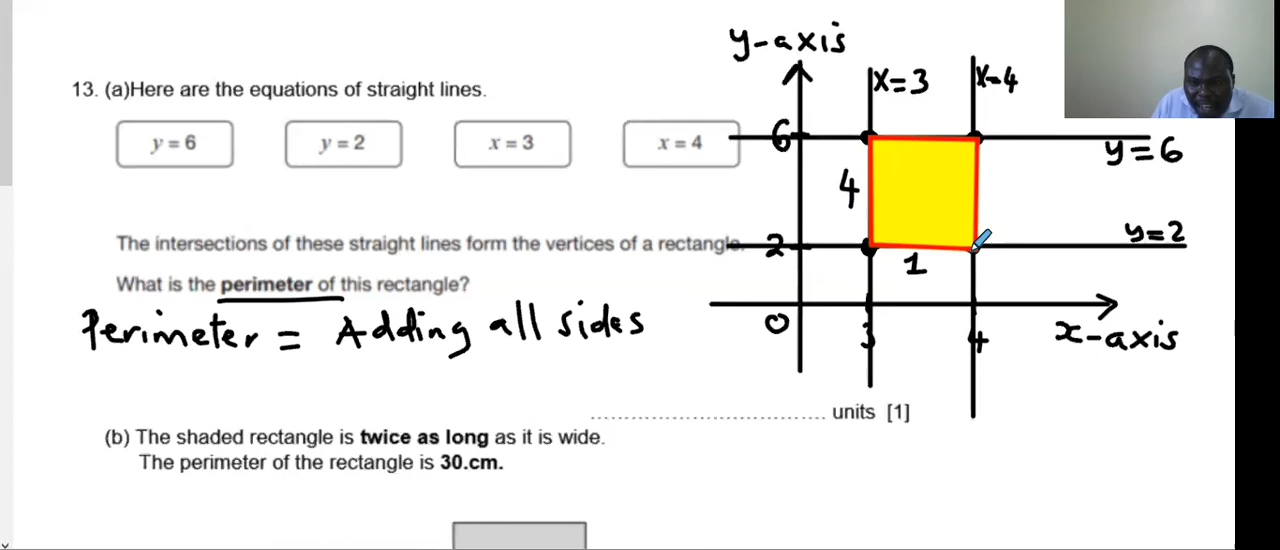 y-axis
13. (a)Here are the equations of straight lines.
x=3
x=4
y = 6
y = 2
x = 3
x = 4
6
y=6
4
The intersections of these straight lines form the vertices of a rectangle.
2
y=2
1
What is the perimeter of this rectangle?
Perimeter = Adding all sides
0
3
4
x-axis
units [1]
(b) The shaded rectangle is twice as long as it is wide.
The perimeter of the rectangle is 30.cm.